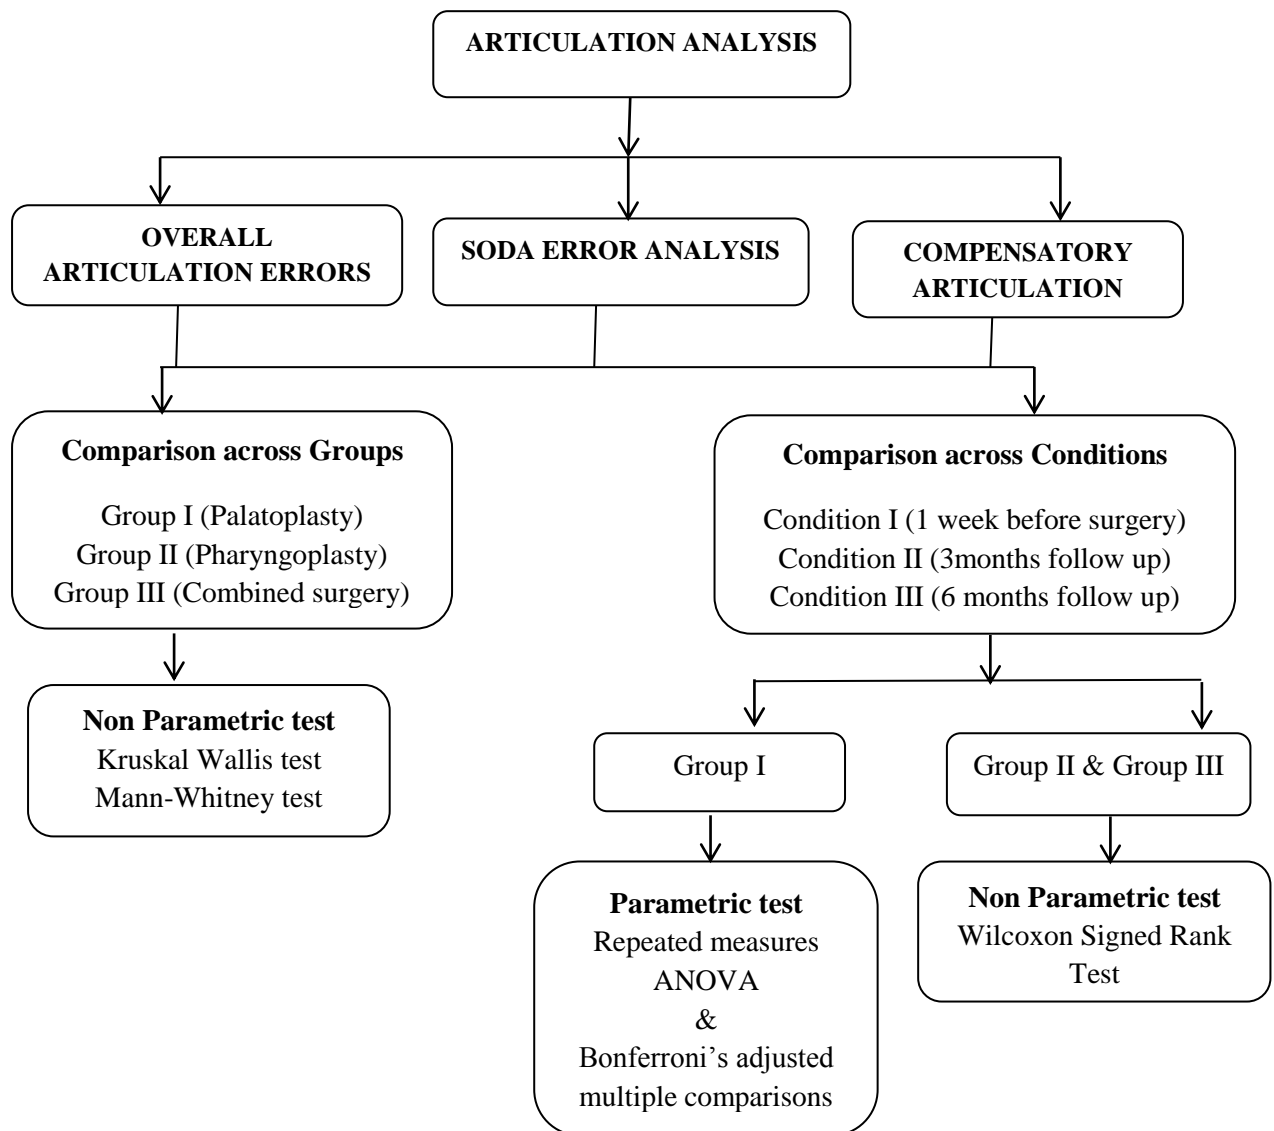 ARTICULATION ANALYSIS
OVERALL
ARTICULATION ERRORS
SODA ERROR ANALYSIS
COMPENSATORY
ARTICULATION
Comparison across Groups
Group I (Palatoplasty)
Group II (Pharyngoplasty)
Group III (Combined surgery)
Comparison across Conditions
Condition I (1 week before surgery)
Condition II (3months follow up)
Condition III (6 months follow up)
Non Parametric test
Kruskal Wallis test
Mann-Whitney test
Group I
Group II & Group III
Parametric test
Repeated measures
ANOVA
&
Bonferroni’s adjusted
multiple comparisons
Non Parametric test
Wilcoxon Signed Rank
Test